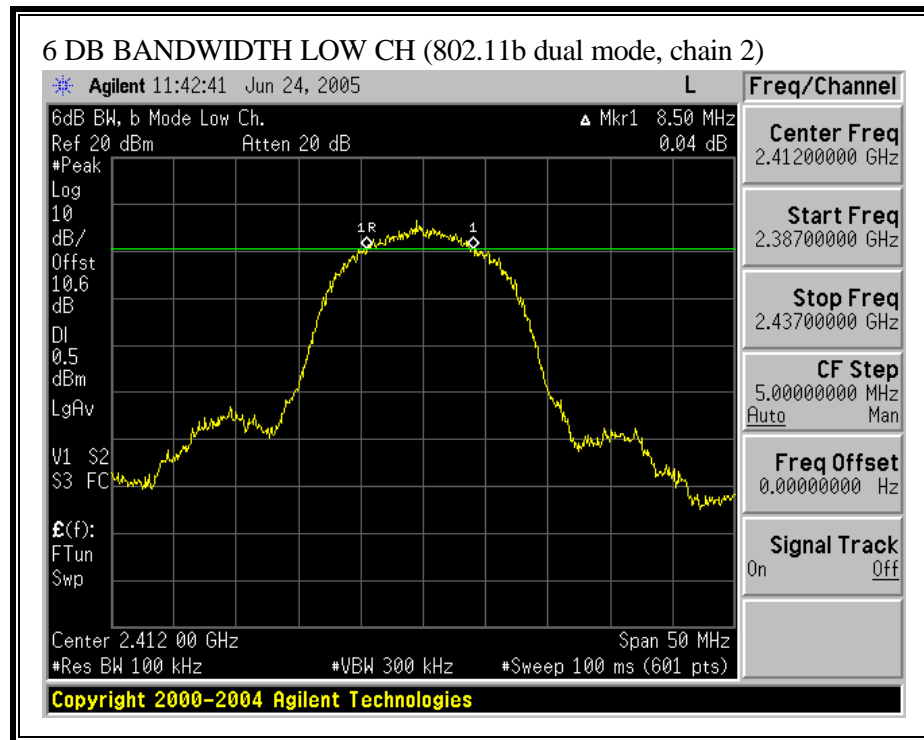 6 DB BANDWIDTH LOW CH (802.11b dual mode, chain 2)
Agilent 11:42:41 Jun 24, 2005 L
Freq/Channel
6dB BW, b Mode Low Ch. Δ Mkr1 8.50 MHz
Ref 20 dBm Atten 20 dB 0.04 dB
#Peak
Log
10
dB/
Offst
10.6
dB
DI
0.5
dBm
LgAv
V1 S2
S3 FC
£(f):
FTun
Swp
1R 1
Center 2.412 00 GHz Span 50 MHz
#Res BW 100 kHz #VBW 300 kHz #Sweep 100 ms (601 pts)
Center Freq
2.41200000 GHz
Start Freq
2.38700000 GHz
Stop Freq
2.43700000 GHz
CF Step
5.00000000 MHz
Auto Man
Freq Offset
0.00000000 Hz
Signal Track
On Off
Copyright 2000-2004 Agilent Technologies